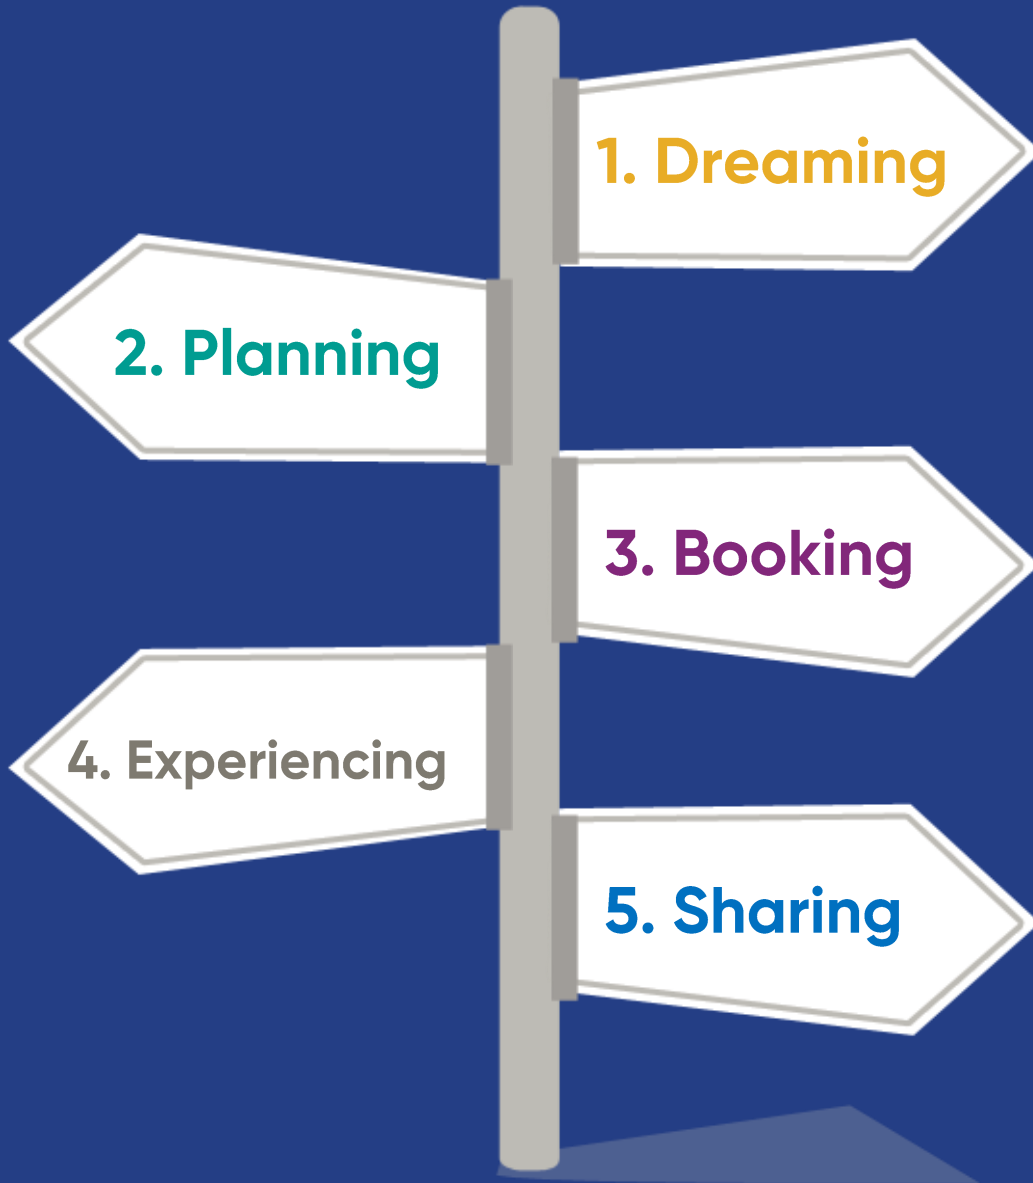 1. Dreaming
2. Planning
3. Booking
4. Experiencing
5. Sharing